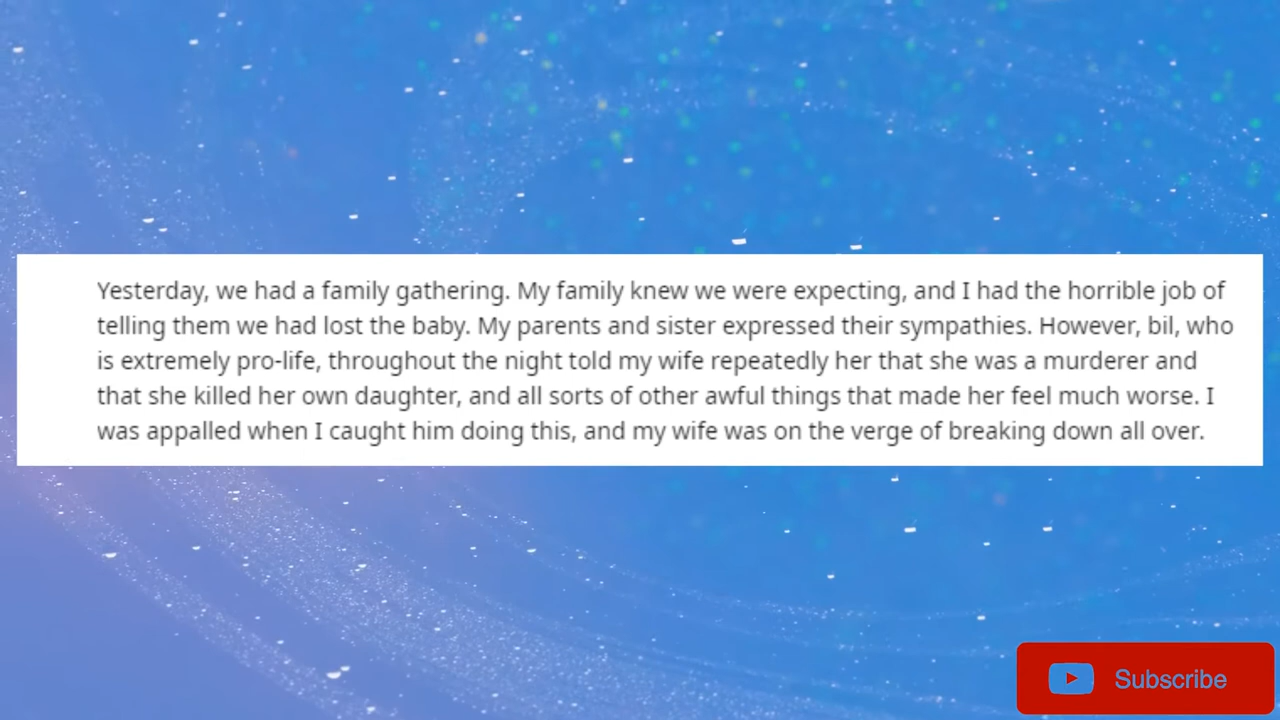 Yesterday, we had a family gathering. My family knew we were expecting, and I had the horrible job of
telling them we had lost the baby. My parents and sister expressed their sympathies. However, bil, who
is extremely pro-life, throughout the night told my wife repeatedly her that she was a murderer and
that she killed her own daughter, and all sorts of other awful things that made her feel much worse. I
was appalled when I caught him doing this, and my wife was on the verge of breaking down all over.
Subscribe